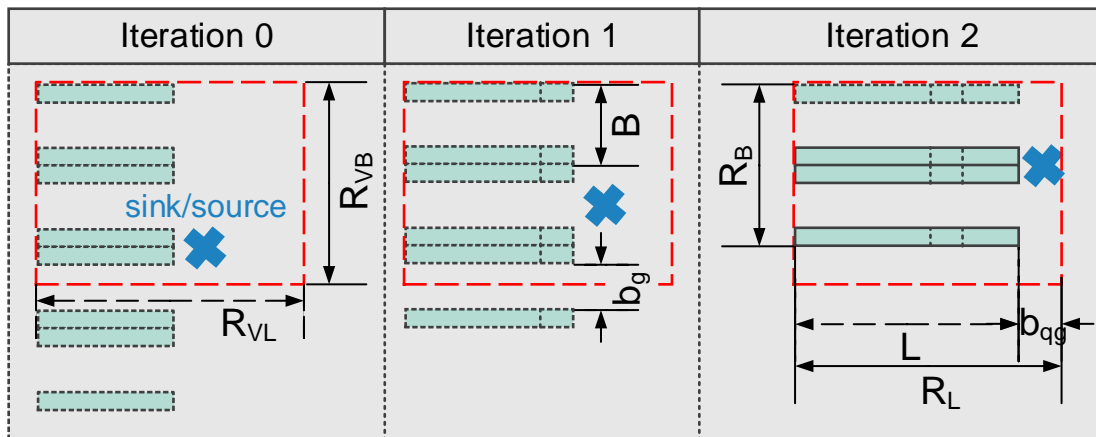 Iteration 0
Iteration 1
Iteration 2
sink/source
R_VB
R_VL
B
b_g
R_B
L
b_qg
R_L